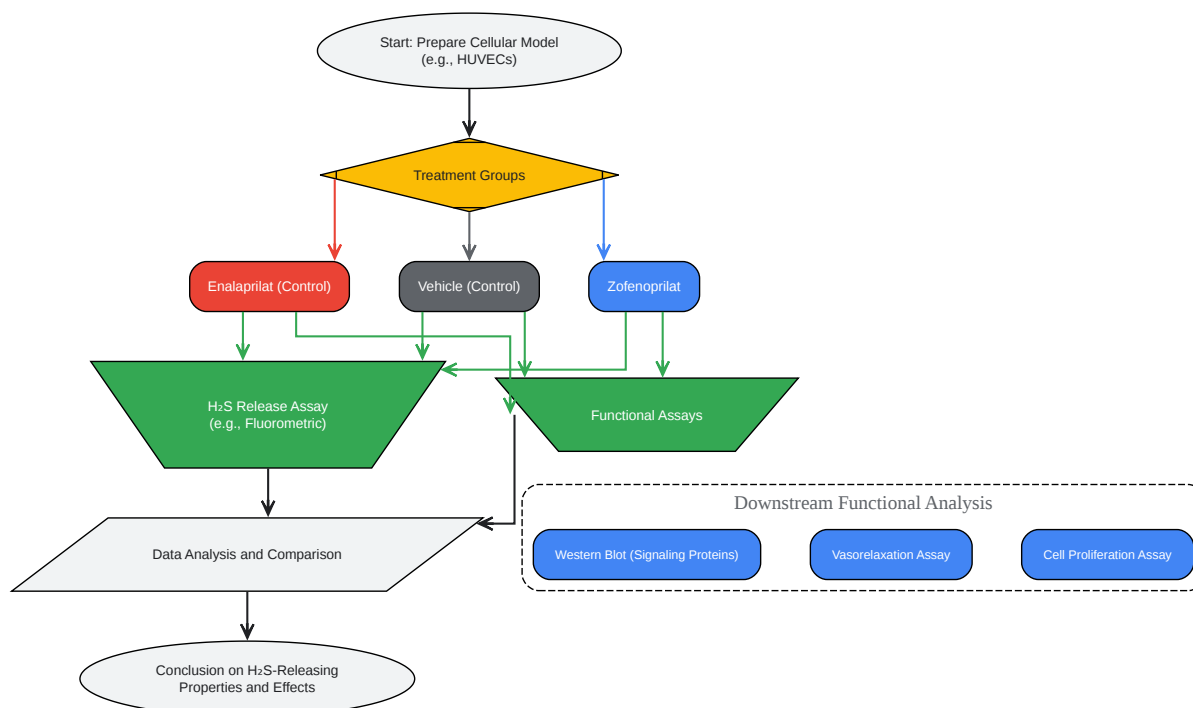 Start: Prepare Cellular Model
(e.g., HUVECs)
Treatment Groups
Enalaprilat (Control)
Vehicle (Control)
Zofenoprilat
H₂S Release Assay
(e.g., Fluorometric)
Functional Assays
Downstream Functional Analysis
Western Blot (Signaling Proteins)
Vasorelaxation Assay
Cell Proliferation Assay
Data Analysis and Comparison
Conclusion on H₂S-Releasing
Properties and Effects